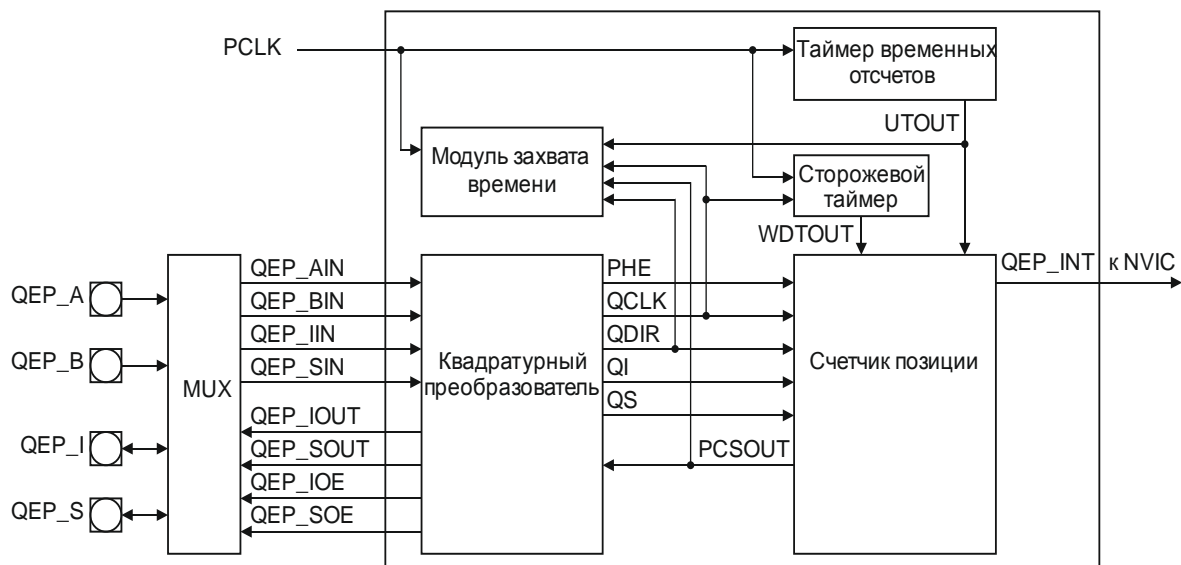 PCLK
Таймер временных
отсчетов
UTOUT
Модуль захвата
времени
Сторожевой
таймер
WDTOUT
QEP_A
QEP_B
QEP_I
QEP_S
MUX
QEP_AIN
QEP_BIN
QEP_IIN
QEP_SIN
QEP_IOUT
QEP_SOUT
QEP_IOE
QEP_SOE
Квадратурный
преобразователь
PHE
QCLK
QDIR
QI
QS
PCSOUT
Счетчик позиции
QEP_INT к NVIC